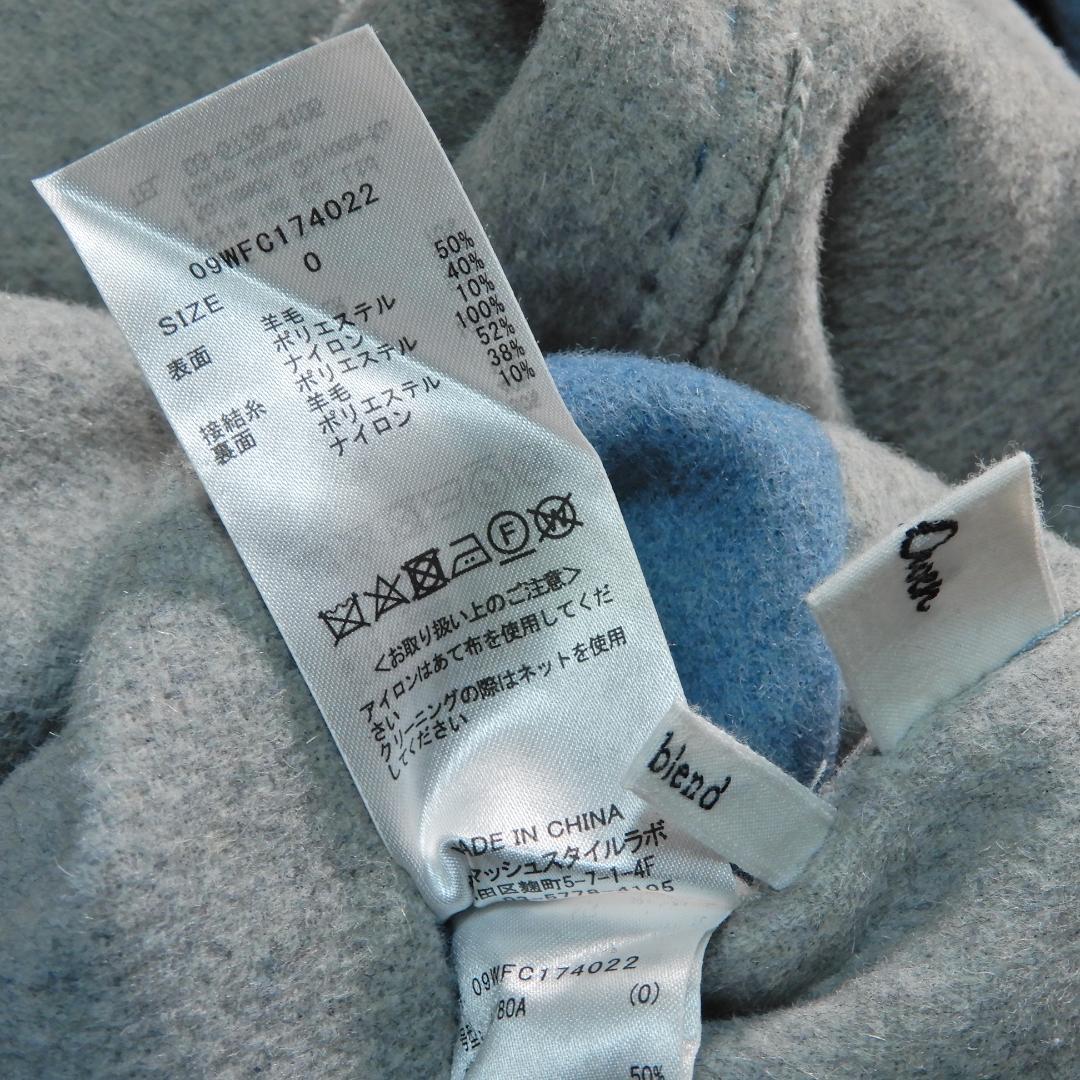 09WFC174022
SIZE 0
表面 羊毛 50%
ポリエステル 40%
ナイロン 10%
接結糸 ポリエステル 100%
裏面 羊毛 52%
ポリエステル 38%
ナイロン 10%
F W
<お取り扱い上のご注意>
アイロンはあて布を使用してくだ
さい
クリーニングの際はネットを使用
してください
ADE IN CHINA
マッシュスタイルラボ
田区麹町5-7-1-4F
blend
09WFC174022
80A (0)
号型
50%